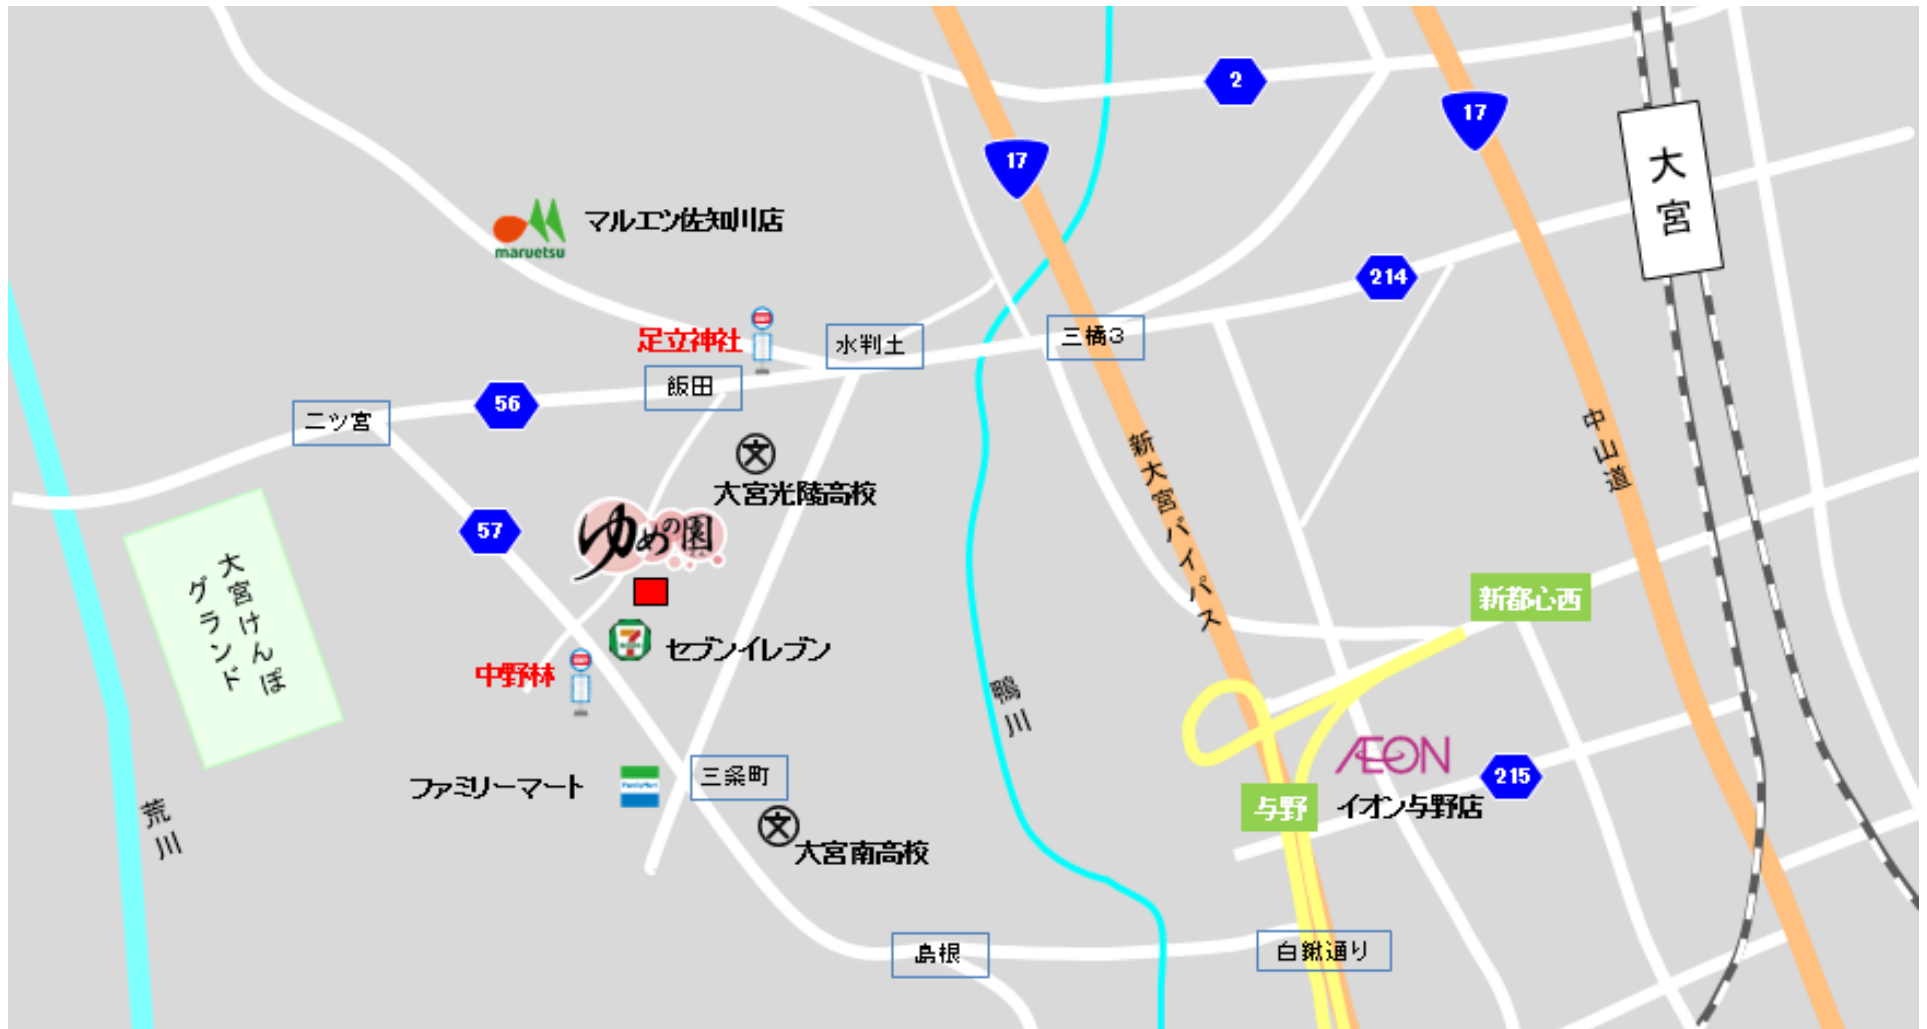 2
17
17
大宮
maruetsu
マルエツ佐知川店
214
足立神社
水判土
三橋3
飯田
56
二ツ宮
新大宮バイパス
中山道
大宮光陵高校
57
ゆめの園
大宮けんぽ
グランド
新都心西
7
セブンイレブン
中野林
鴨川
ÆON
イオン与野店
215
三条町
ファミリーマート
FamilyMart
与野
荒川
大宮南高校
島根
白鍬通り